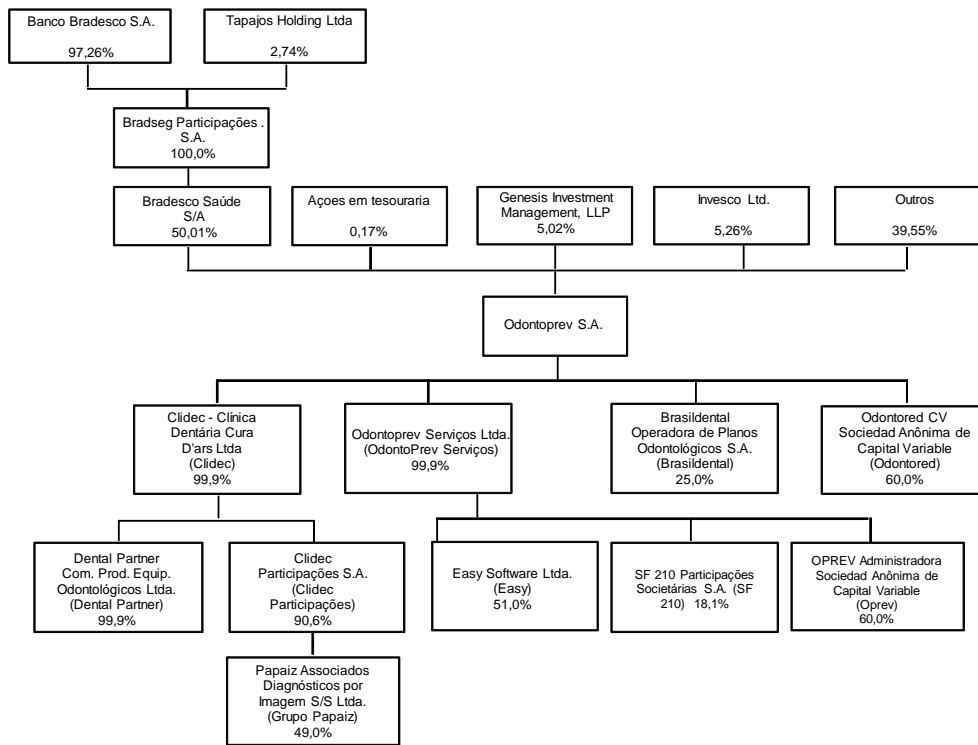 Banco Bradesco S.A.
97,26%
Tapajos Holding Ltda
2,74%
Bradseg Participações .
S.A.
100,0%
Bradesco Saúde
S/A
50,01%
Açoes em tesouraria
0,17%
Genesis Investment
Management, LLP
5,02%
Invesco Ltd.
5,26%
Outros
39,55%
Odontoprev S.A.
Clidec - Clínica
Dentária Cura
D'ars Ltda
(Clidec)
99,9%
Odontoprev Serviços Ltda.
(OdontoPrev Serviços)
99,9%
Brasildental
Operadora de Planos
Odontológicos S.A.
(Brasildental)
25,0%
Odontored CV
Sociedad Anônima de
Capital Variable
(Odontored)
60,0%
Dental Partner
Com. Prod. Equip.
Odontológicos Ltda.
(Dental Partner)
99,9%
Clidec
Participações S.A.
(Clidec
Participações)
90,6%
Easy Software Ltda.
(Easy)
51,0%
SF 210 Participações
Societárias S.A. (SF
210) 18,1%
OPREV Administradora
Sociedad Anônima de
Capital Variable
(Oprev)
60,0%
Papaiz Associados
Diagnósticos por
Imagem S/S Ltda.
(Grupo Papaiz)
49,0%